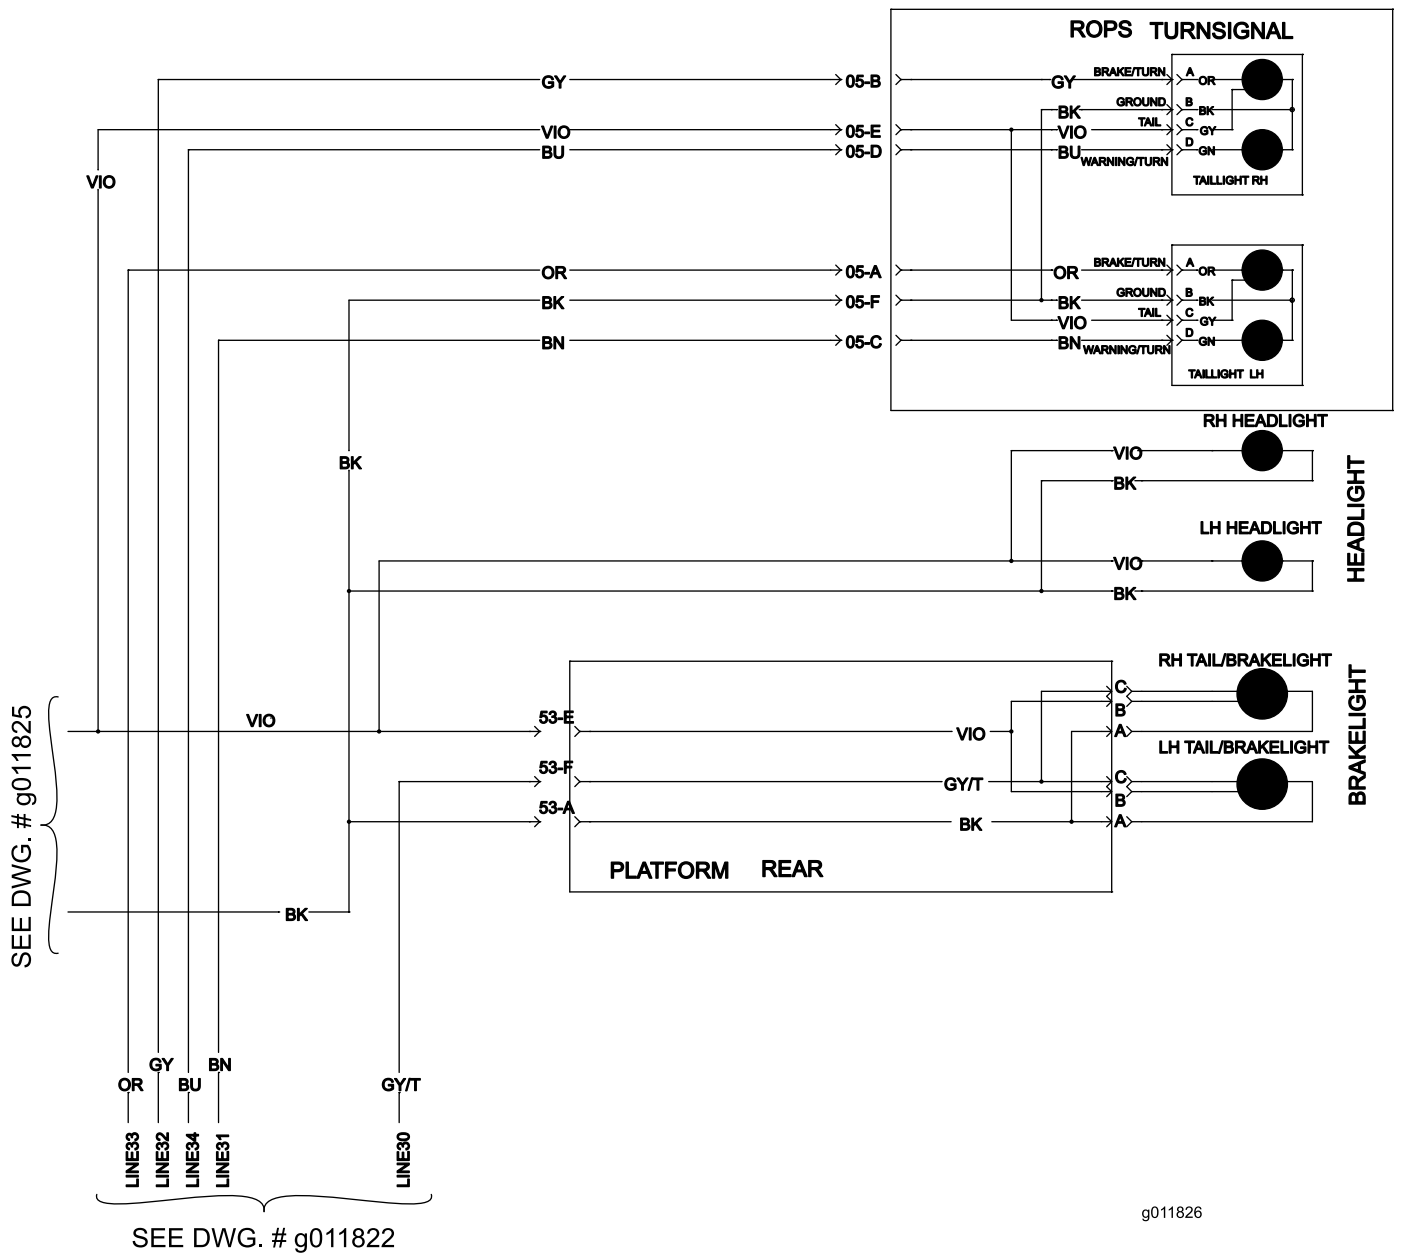 ROPS TURNSIGNAL
GY 05-B GY BRAKE/TURN A OR
BK GROUND B BK
VIO 05-E VIO TAIL C GY
BU 05-D BU WARNING/TURN D GN
TAILLIGHT RH
VIO
OR 05-A OR BRAKE/TURN A OR
BK 05-F BK GROUND B BK
VIO TAIL C GY
BN 05-C BN WARNING/TURN D GN
TAILLIGHT LH
RH HEADLIGHT
VIO
BK
BK
LH HEADLIGHT
VIO
BK
HEADLIGHT
RH TAIL/BRAKELIGHT
C
B
A
VIO 53-E VIO
LH TAIL/BRAKELIGHT
53-F GY/T C
B
53-A BK A
BRAKELIGHT
PLATFORM REAR
BK
SEE DWG. # g011825
OR GY BU BN GY/T
LINE33
LINE32
LINE34
LINE31
LINE30
SEE DWG. # g011822
g011826